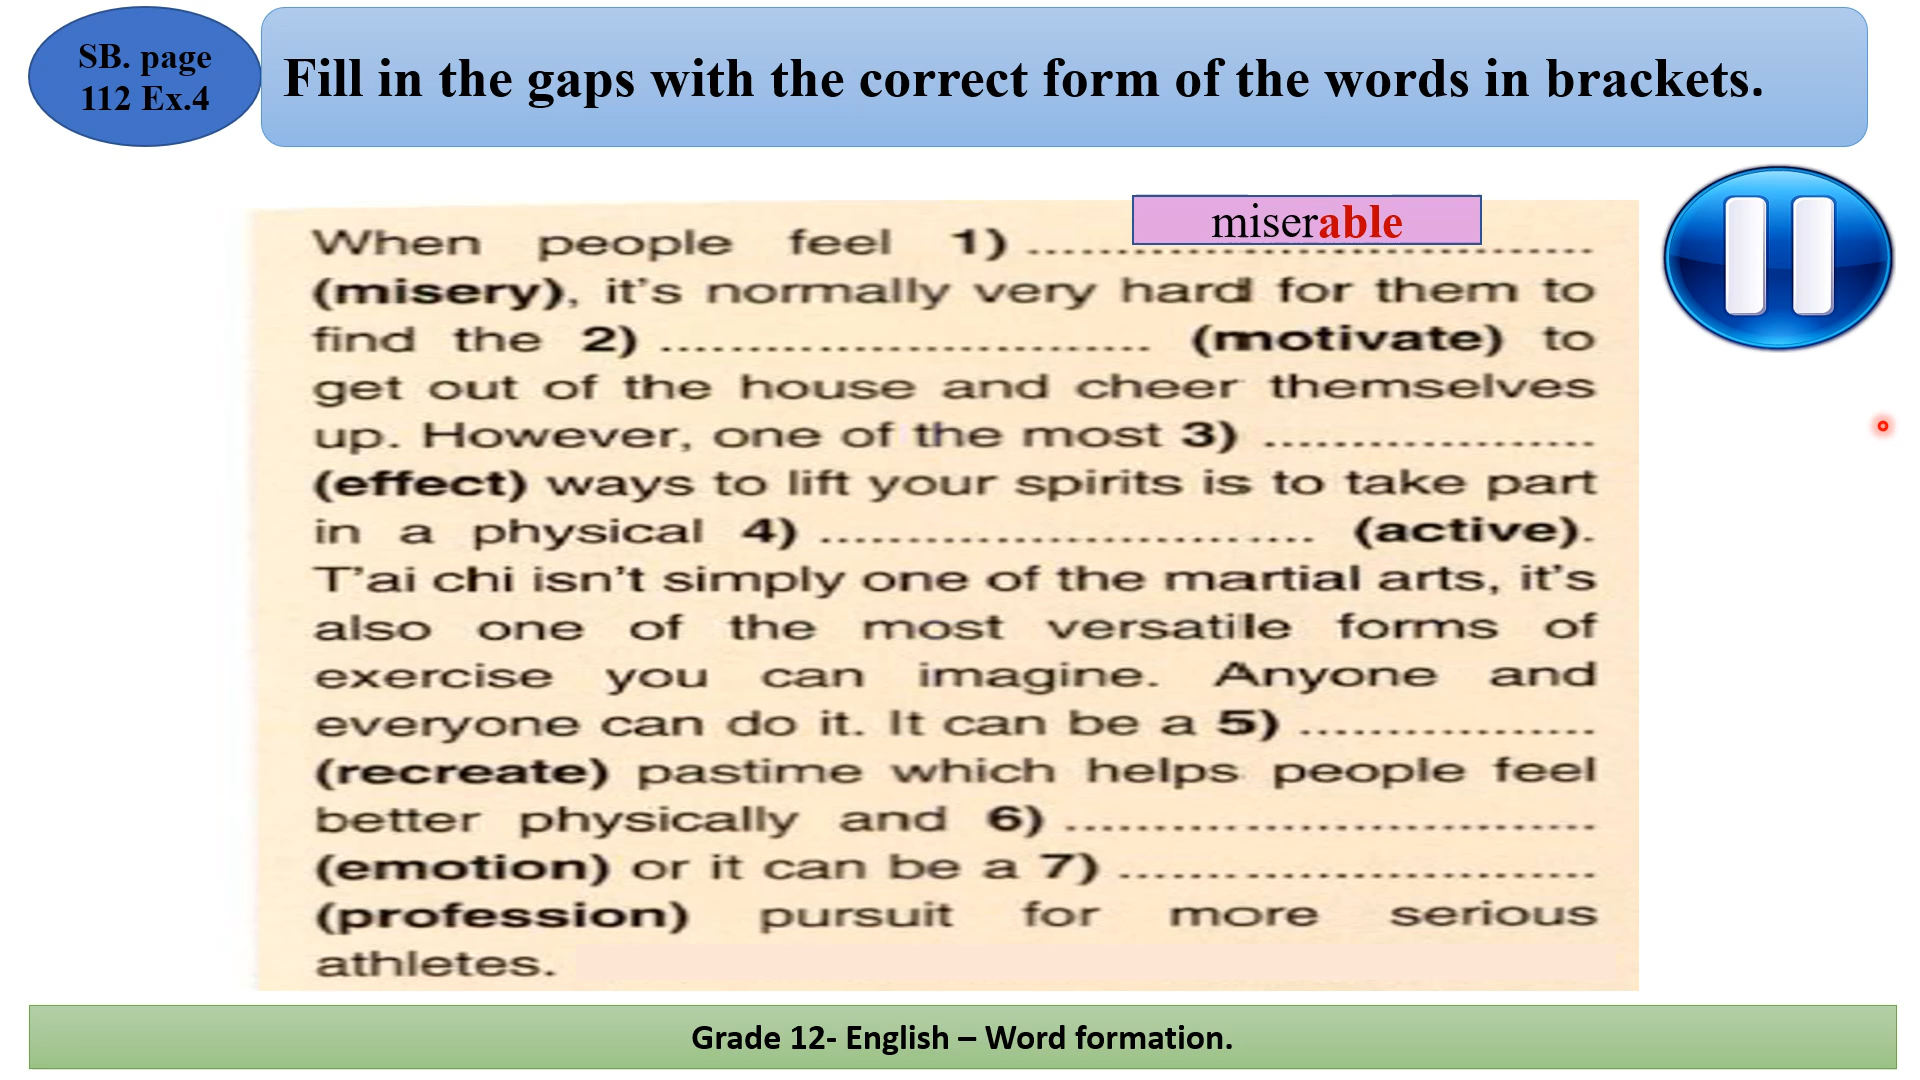 SB. page
112 Ex.4
Fill in the gaps with the correct form of the words in brackets.
miserable
When people feel 1) ......................................
(misery), it's normally very hard for them to
find the 2) .................................. (motivate) to
get out of the house and cheer themselves
up. However, one of the most 3) ......................
(effect) ways to lift your spirits is to take part
in a physical 4) .................................. (active).
T'ai chi isn't simply one of the martial arts, it's
also one of the most versatile forms of
exercise you can imagine. Anyone and
everyone can do it. It can be a 5) ....................
(recreate) pastime which helps people feel
better physically and 6) ....................................
(emotion) or it can be a 7) ................................
(profession) pursuit for more serious
athletes.
Grade 12- English – Word formation.